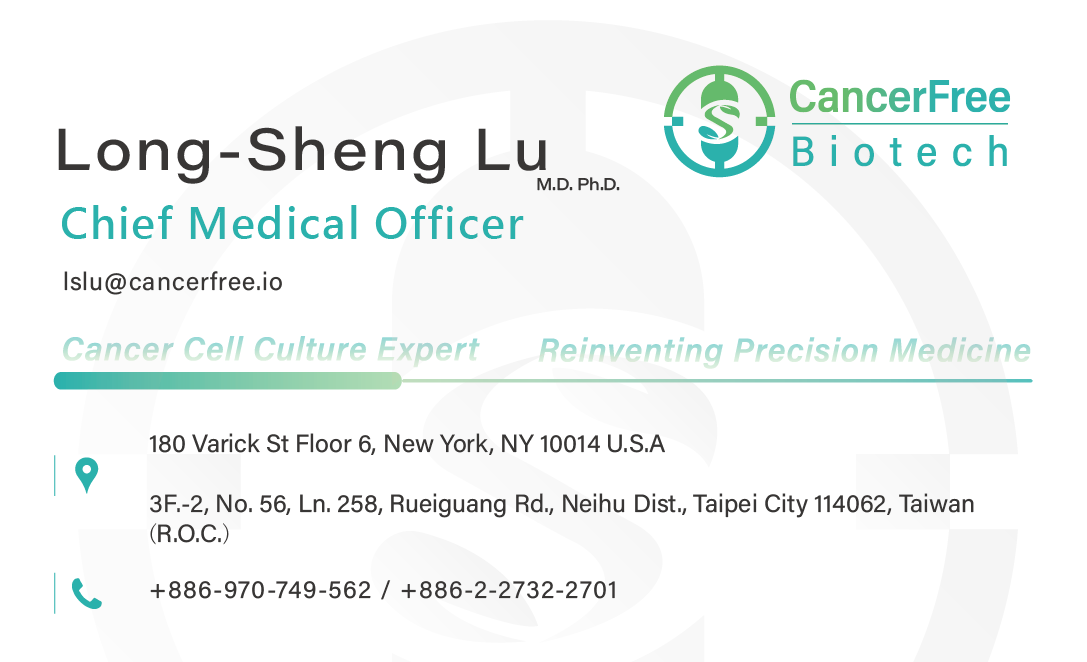 CancerFree
Biotech
Long-Sheng Lu
M.D. Ph.D.
Chief Medical Officer
lslu@cancerfree.io
Cancer Cell Culture Expert
Reinventing Precision Medicine
180 Varick St Floor 6, New York, NY 10014 U.S.A
3F.-2, No. 56, Ln. 258, Rueiguang Rd., Neihu Dist., Taipei City 114062, Taiwan
(R.O.C.)
+886-970-749-562 / +886-2-2732-2701